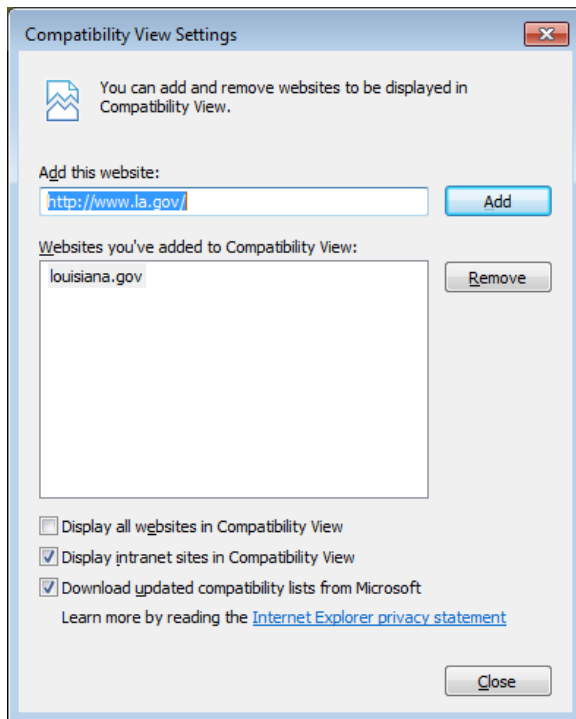 Compatibility View Settings
You can add and remove websites to be displayed in
Compatibility View.
Add this website:
http://www.la.gov/
Add
Websites you've added to Compatibility View:
louisiana.gov
Remove
Display all websites in Compatibility View
Display intranet sites in Compatibility View
Download updated compatibility lists from Microsoft
Learn more by reading the Internet Explorer privacy statement
Close